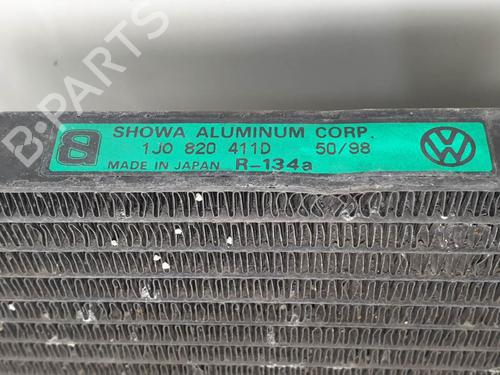 B-PARTS
SHOWA ALUMINUM CORP.
1J0 820 411D 50/98
MADE IN JAPAN R-134a